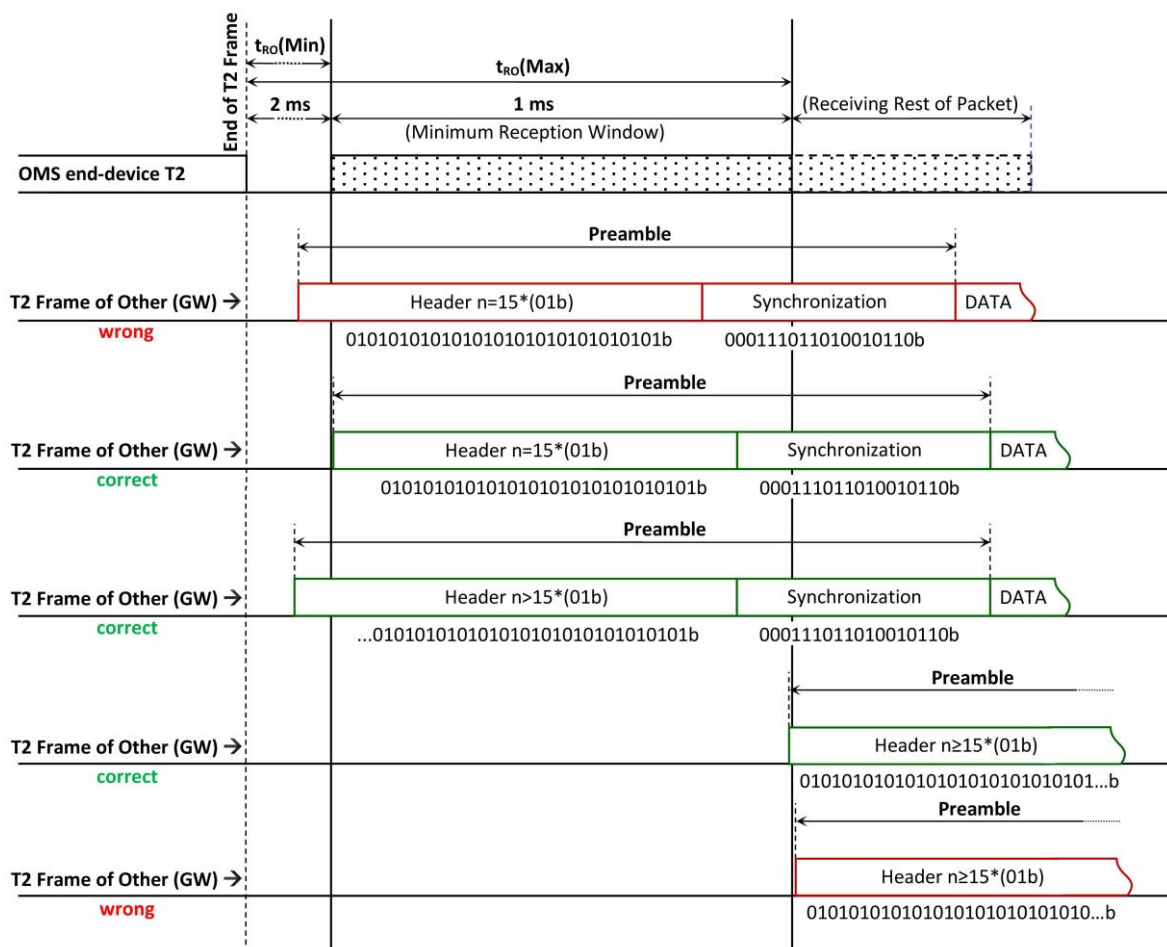 End of T2 Frame
tRO(Min)
tRO(Max)
2 ms
1 ms
(Receiving Rest of Packet)
(Minimum Reception Window)
OMS end-device T2
Preamble
T2 Frame of Other (GW) →
Header n=15*(01b)
Synchronization
DATA
wrong
010101010101010101010101010101b
000111011010010110b
Preamble
T2 Frame of Other (GW) →
Header n=15*(01b)
Synchronization
DATA
correct
010101010101010101010101010101b
000111011010010110b
Preamble
T2 Frame of Other (GW) →
Header n>15*(01b)
Synchronization
DATA
correct
...010101010101010101010101010101b
000111011010010110b
Preamble
T2 Frame of Other (GW) →
Header n≥15*(01b)
correct
0101010101010101010101010101...b
Preamble
T2 Frame of Other (GW) →
Header n≥15*(01b)
wrong
010101010101010101010101010...b